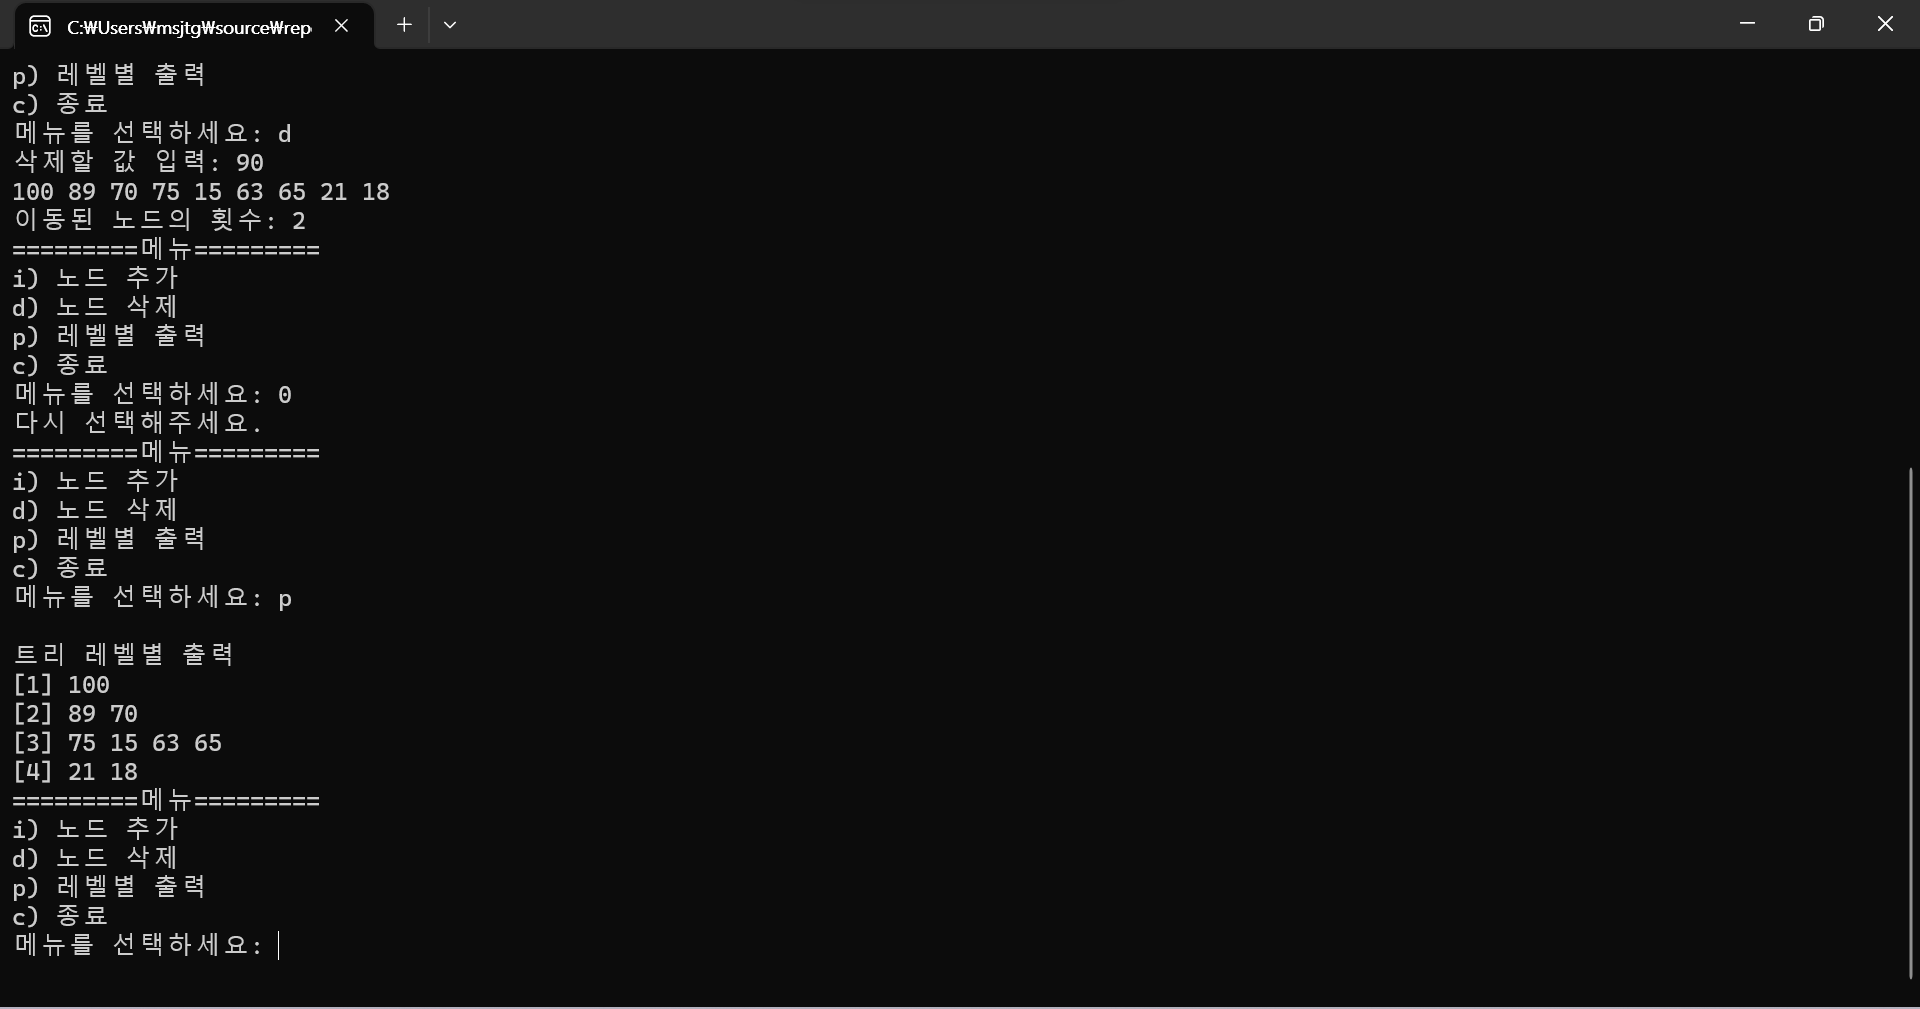 C:₩Users₩msjtg₩source₩rep
p) 레벨별 출력
c) 종료
메뉴를 선택하세요: d
삭제할 값 입력: 90
100 89 70 75 15 63 65 21 18
이동된 노드의 횟수: 2
=========메뉴=========
i) 노드 추가
d) 노드 삭제
p) 레벨별 출력
c) 종료
메뉴를 선택하세요: 0
다시 선택해주세요.
=========메뉴=========
i) 노드 추가
d) 노드 삭제
p) 레벨별 출력
c) 종료
메뉴를 선택하세요: p
트리 레벨별 출력
[1] 100
[2] 89 70
[3] 75 15 63 65
[4] 21 18
=========메뉴=========
i) 노드 추가
d) 노드 삭제
p) 레벨별 출력
c) 종료
메뉴를 선택하세요: